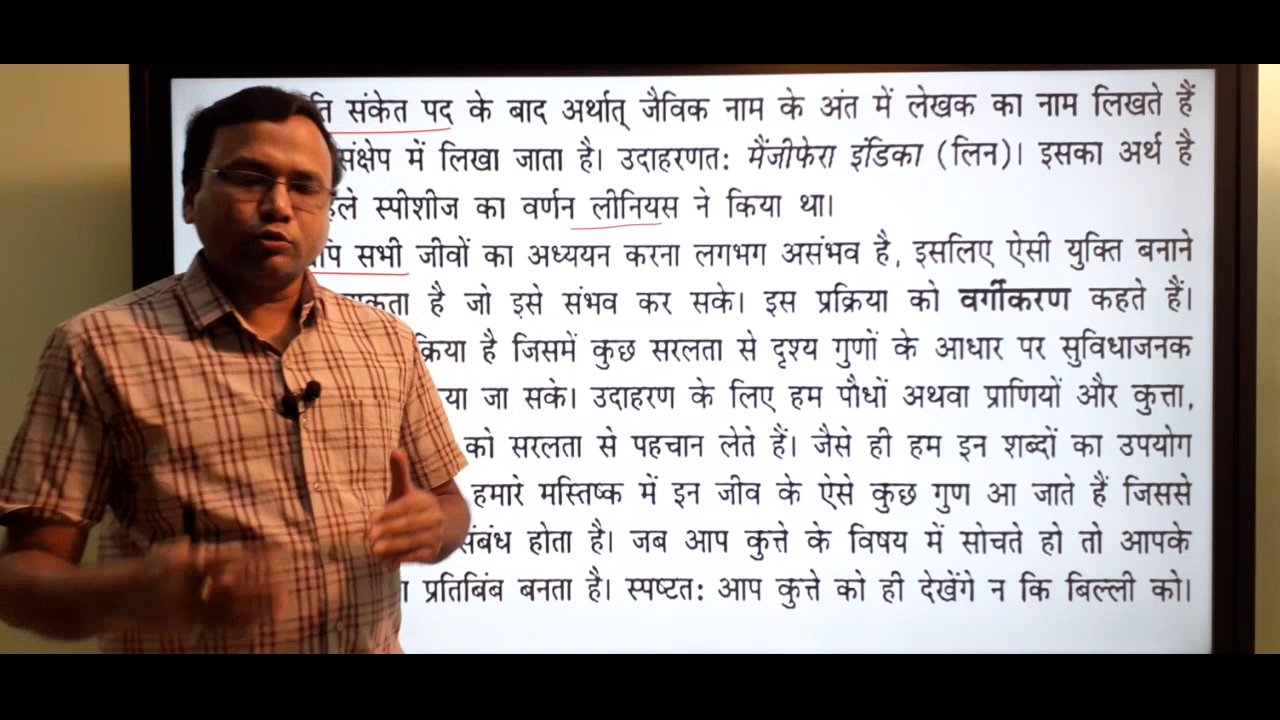 संकेत पद के बाद अर्थात् जैविक नाम के अंत में लेखक का नाम लिखते हैं
संक्षेप में लिखा जाता है। उदाहरणत: मैंजीफेरा इंडिका (लिन)। इसका अर्थ है
स्पीशीज का वर्णन लीनियस ने किया था।
सभी जीवों का अध्ययन करना लगभग असंभव है, इसलिए ऐसी युक्ति बनाने
है जो इसे संभव कर सके। इस प्रक्रिया को वर्गीकरण कहते हैं।
है जिसमें कुछ सरलता से दृश्य गुणों के आधार पर सुविधाजनक
जा सके। उदाहरण के लिए हम पौधों अथवा प्राणियों और कुत्ता,
को सरलता से पहचान लेते हैं। जैसे ही हम इन शब्दों का उपयोग
हमारे मस्तिष्क में इन जीव के ऐसे कुछ गुण आ जाते हैं जिससे
संबंध होता है। जब आप कुत्ते के विषय में सोचते हो तो आपके
प्रतिबिंब बनता है। स्पष्टत: आप कुत्ते को ही देखेंगे न कि बिल्ली को।